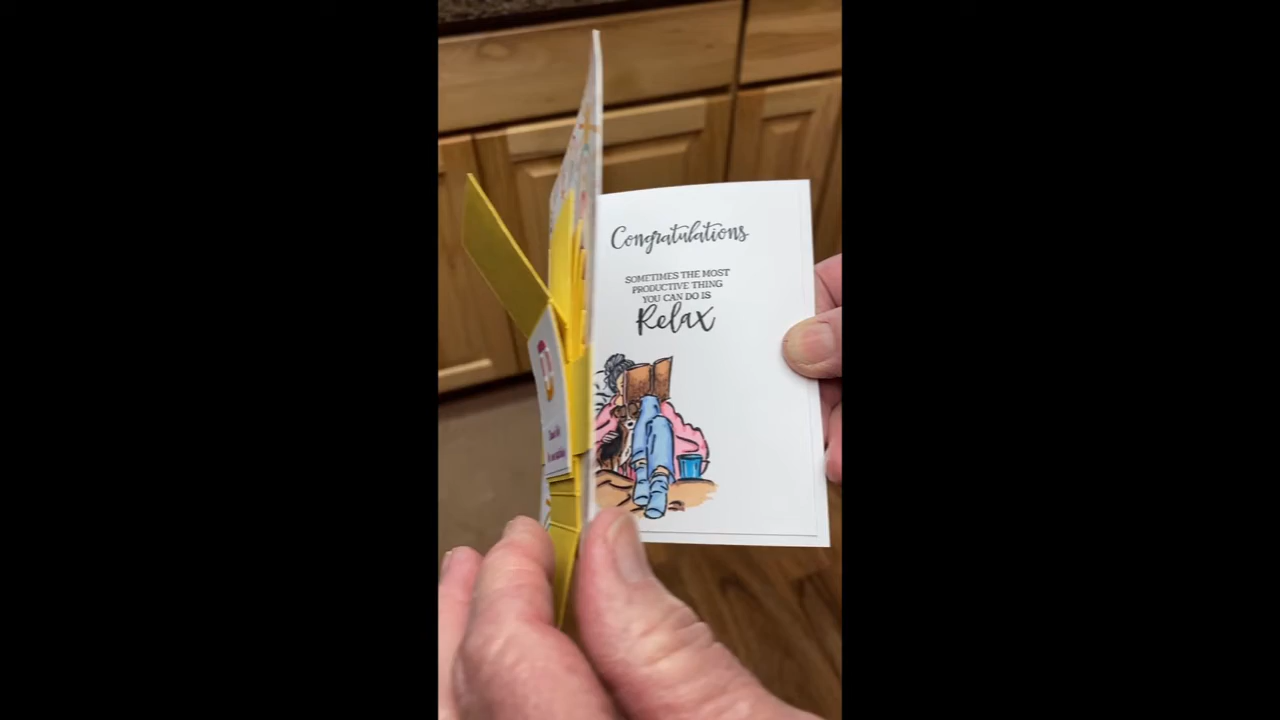 Congratulations
SOMETIMES THE MOST
PRODUCTIVE THING
YOU CAN DO IS
Relax